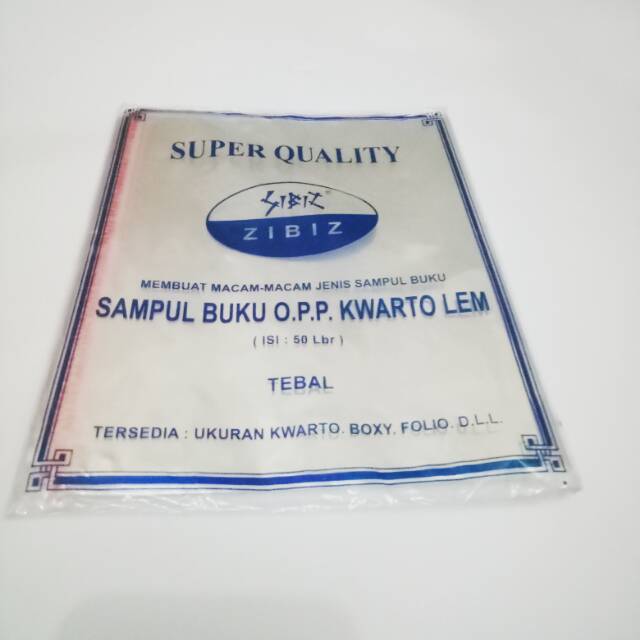 SUPER QUALITY
SIBIZ
ZIBIZ
MEMBUAT MACAM-MACAM JENIS SAMPUL BUKU
SAMPUL BUKU O.P.P. KWARTO LEM
( ISI : 50 Lbr )
TEBAL
TERSEDIA : UKURAN KWARTO. BOXY. FOLIO. D.L.L.